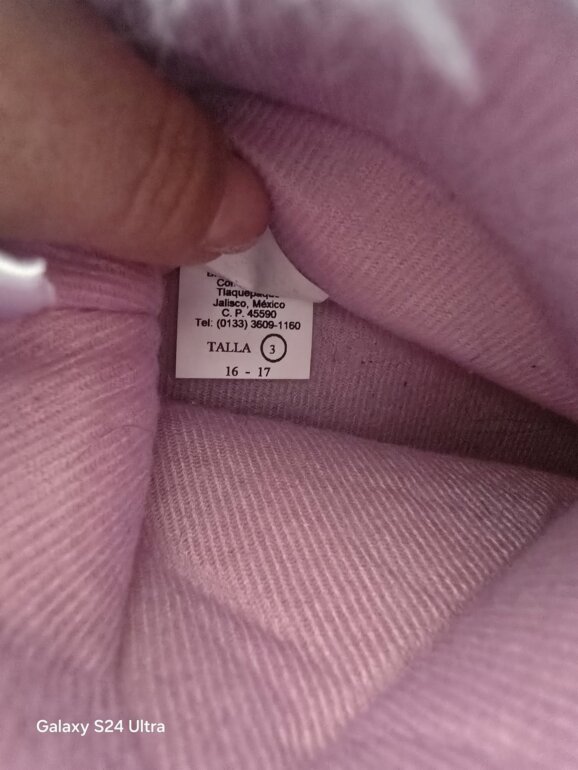 Tlaquepaque
Jalisco, México
C. P. 45590
Tel: (0133) 3609-1160
TALLA 3
16 - 17
Galaxy S24 Ultra